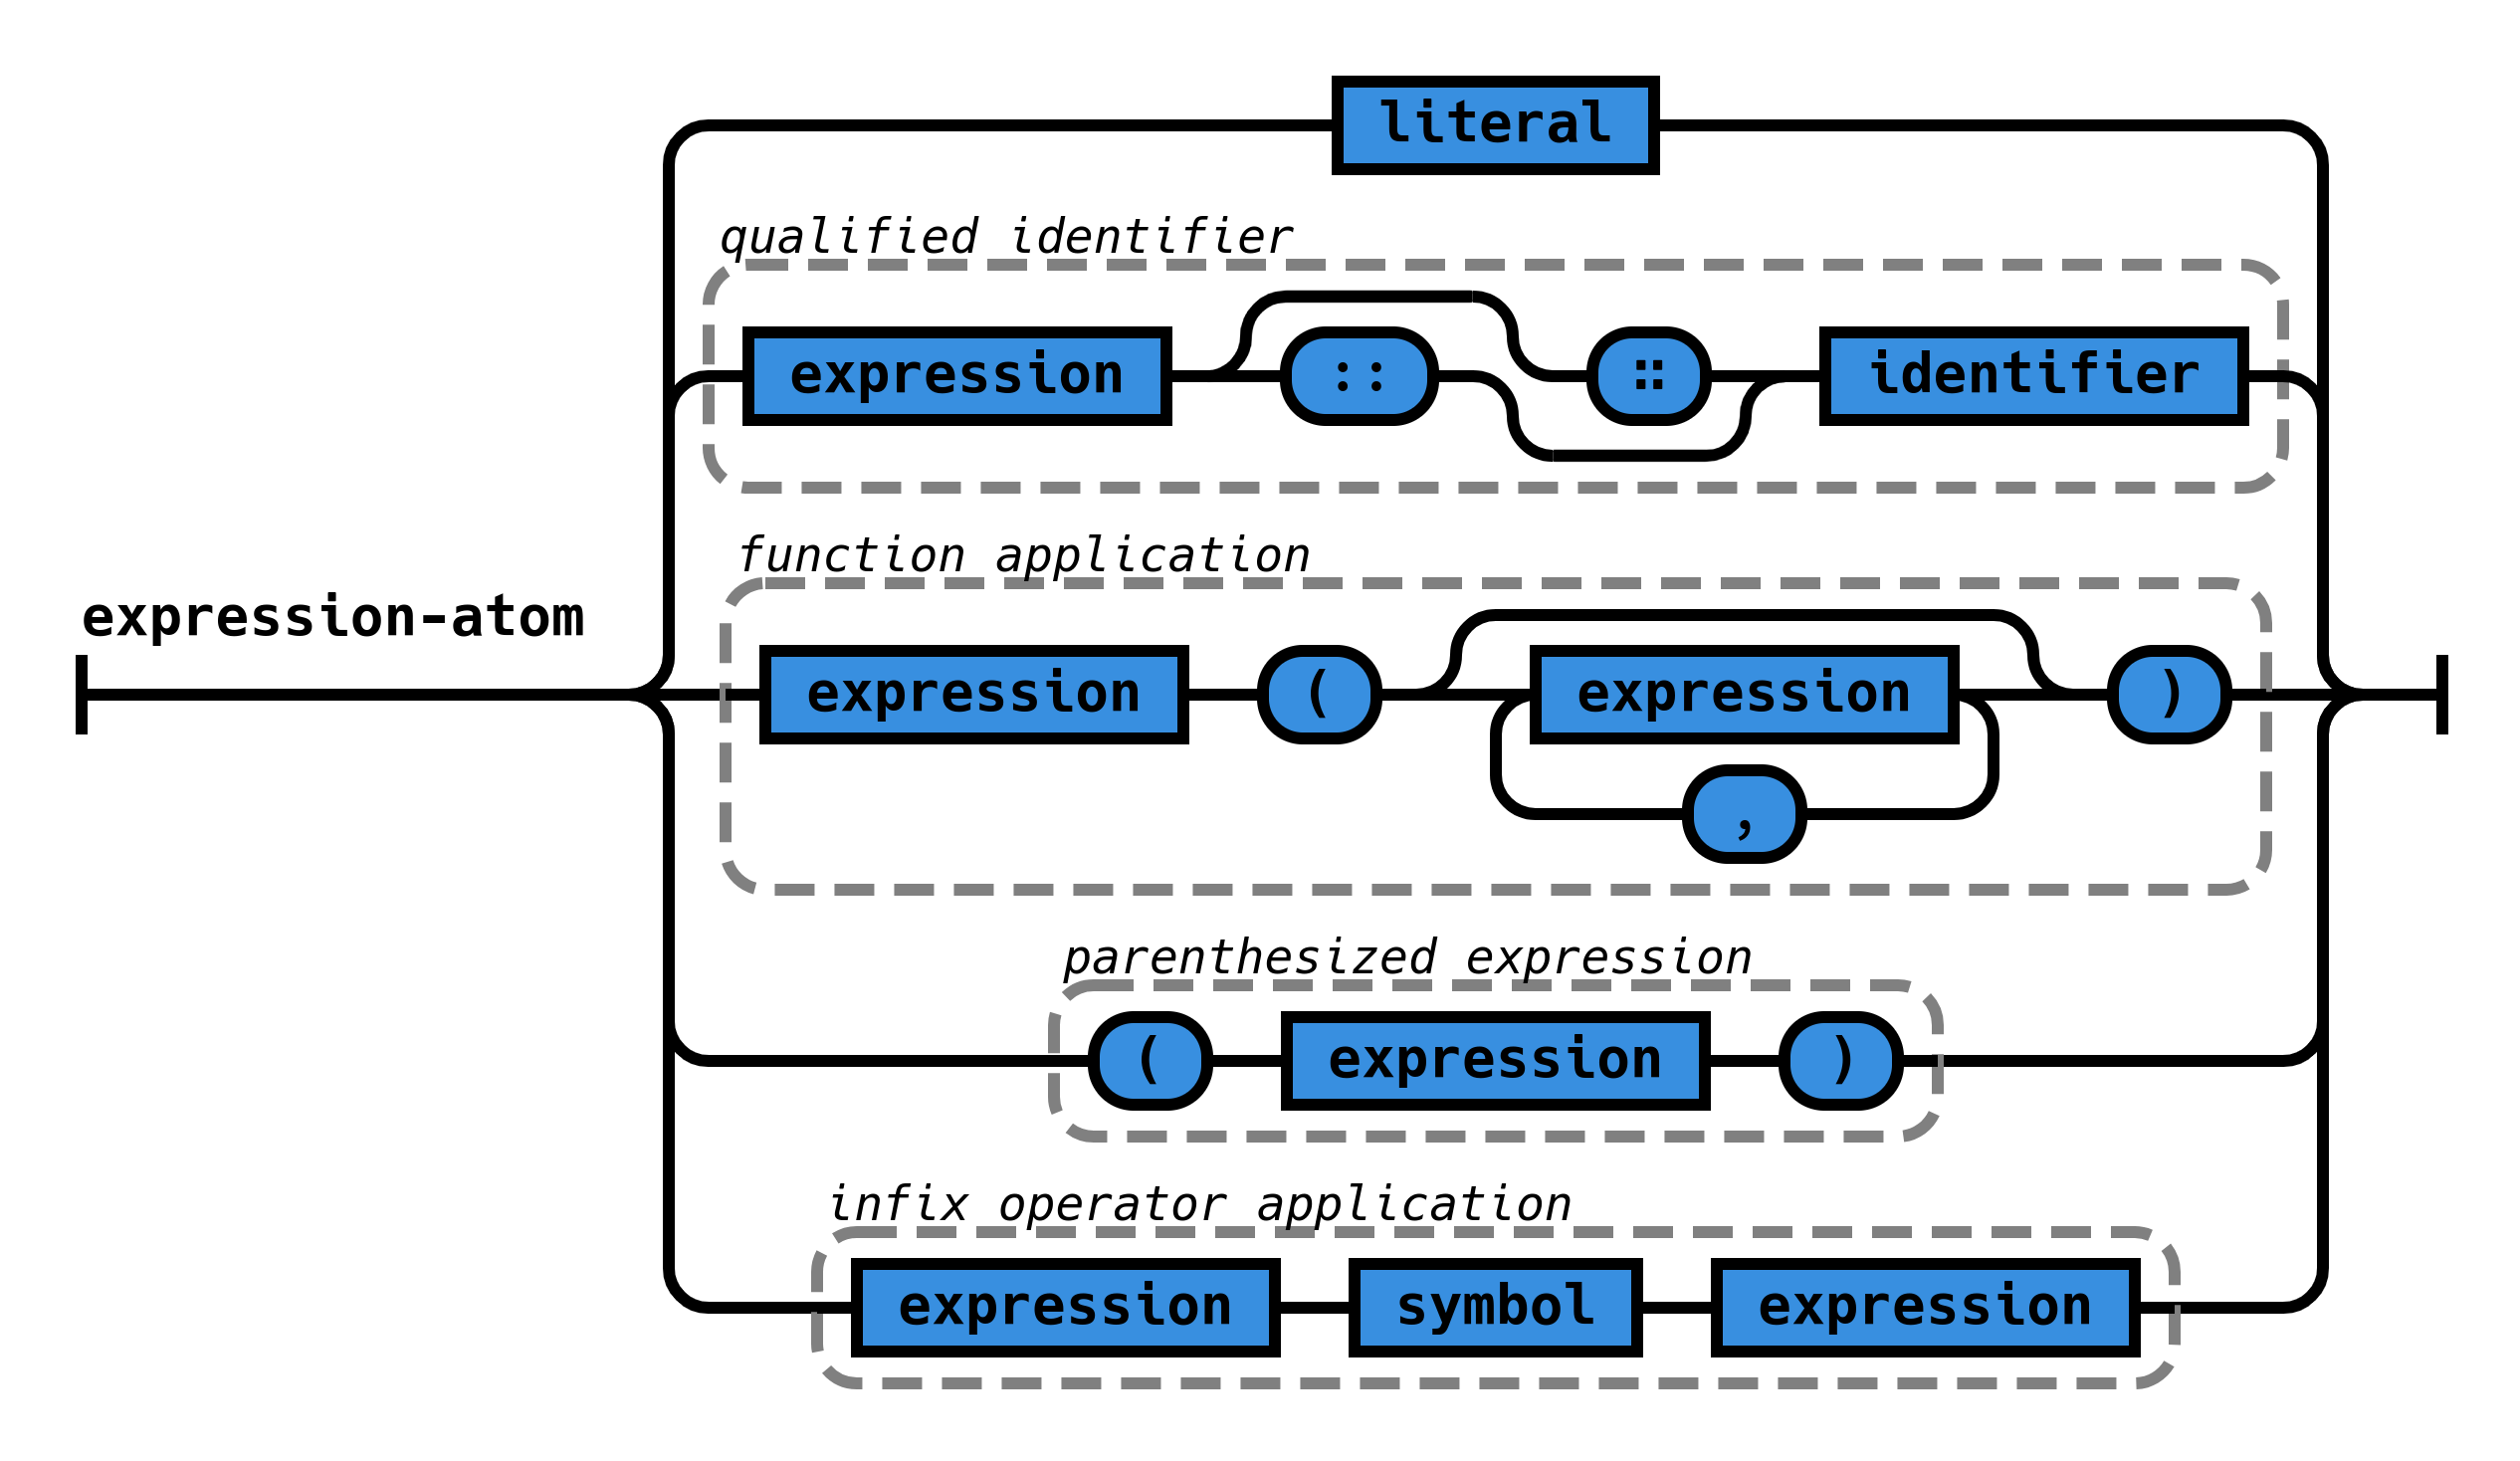 literal
qualified identifier
expression :: ∷ identifier
function application
expression-atom
expression ( expression )
,
parenthesized expression
( expression )
infix operator application
expression symbol expression